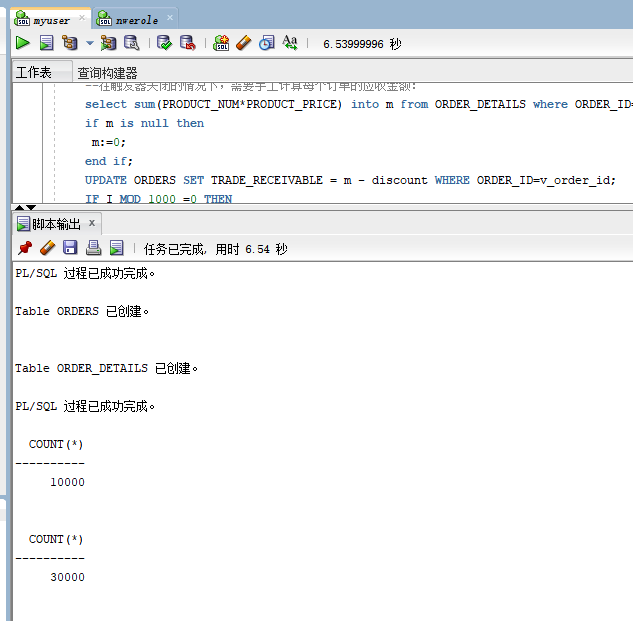 myuser
nwerole
6.53999996 秒
工作表
查询构建器
--在触发器关闭的情况下，需要手工计算每个订单的应收金额：
select sum(PRODUCT_NUM*PRODUCT_PRICE) into m from ORDER_DETAILS where ORDER_ID=
if m is null then
m:=0;
end if;
UPDATE ORDERS SET TRADE_RECEIVABLE = m - discount WHERE ORDER_ID=v_order_id;
IF I MOD 1000 =0 THEN
脚本输出 x
任务已完成, 用时 6.54 秒
PL/SQL 过程已成功完成。
Table ORDERS 已创建。
Table ORDER_DETAILS 已创建。
PL/SQL 过程已成功完成。
COUNT(*)
----------
10000
COUNT(*)
----------
30000